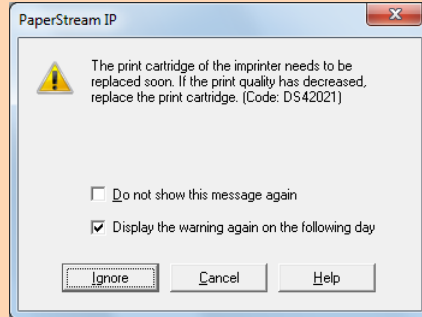 PaperStream IP
The print cartridge of the imprinter needs to be
replaced soon. If the print quality has decreased,
replace the print cartridge. (Code: DS42021)
Do not show this message again
Display the warning again on the following day
Ignore
Cancel
Help